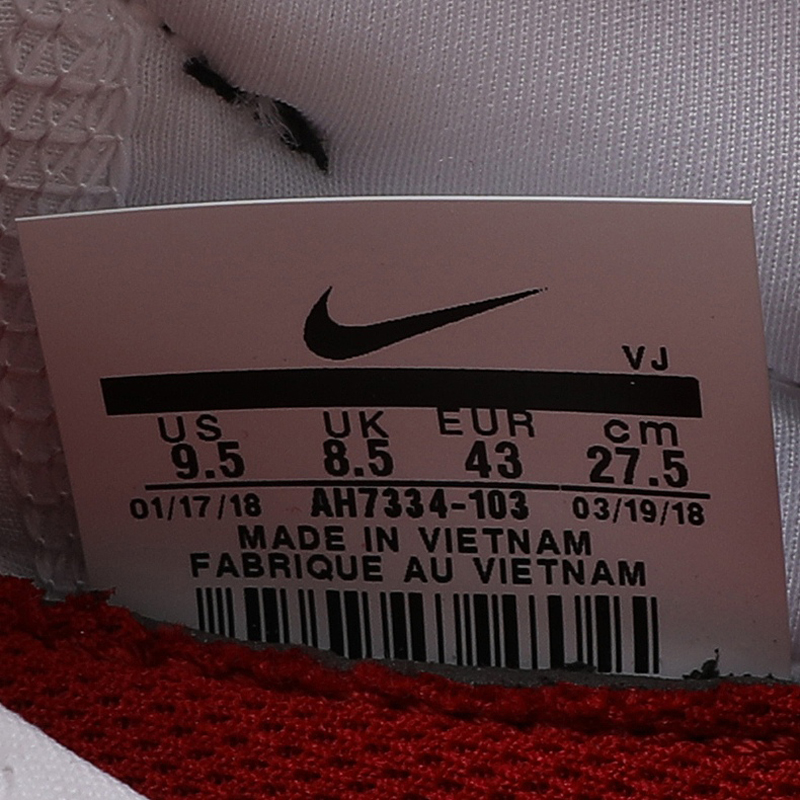 VJ
US UK EUR cm
9.5 8.5 43 27.5
01/17/18 AH7334-103 03/19/18
MADE IN VIETNAM
FABRIQUE AU VIETNAM